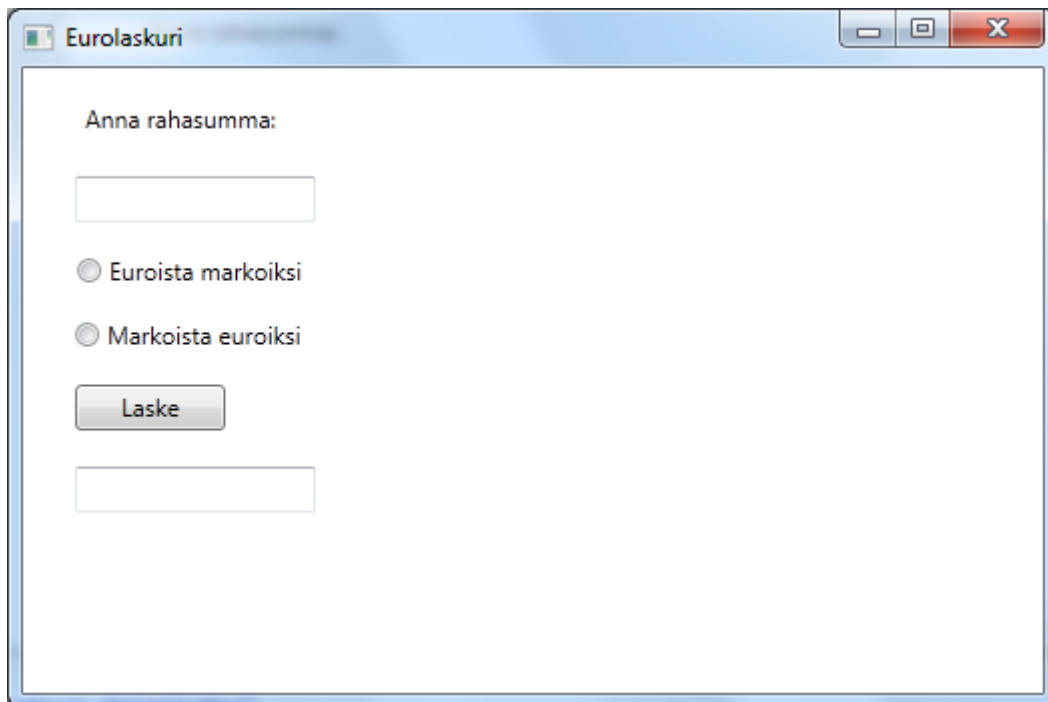 Eurolaskuri
Anna rahasumma:
Euroista markoiksi
Markoista euroiksi
Laske